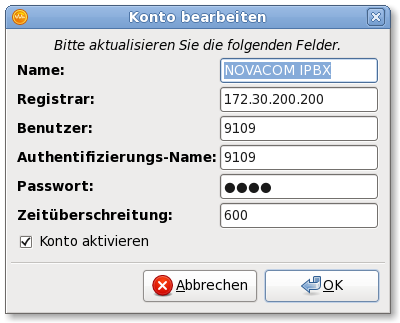 Konto bearbeiten
Bitte aktualisieren Sie die folgenden Felder.
Name: NOVACOM IPBX
Registrar: 172.30.200.200
Benutzer: 9109
Authentifizierungs-Name: 9109
Passwort: ●●●●
Zeitüberschreitung: 600
Konto aktivieren
Abbrechen OK